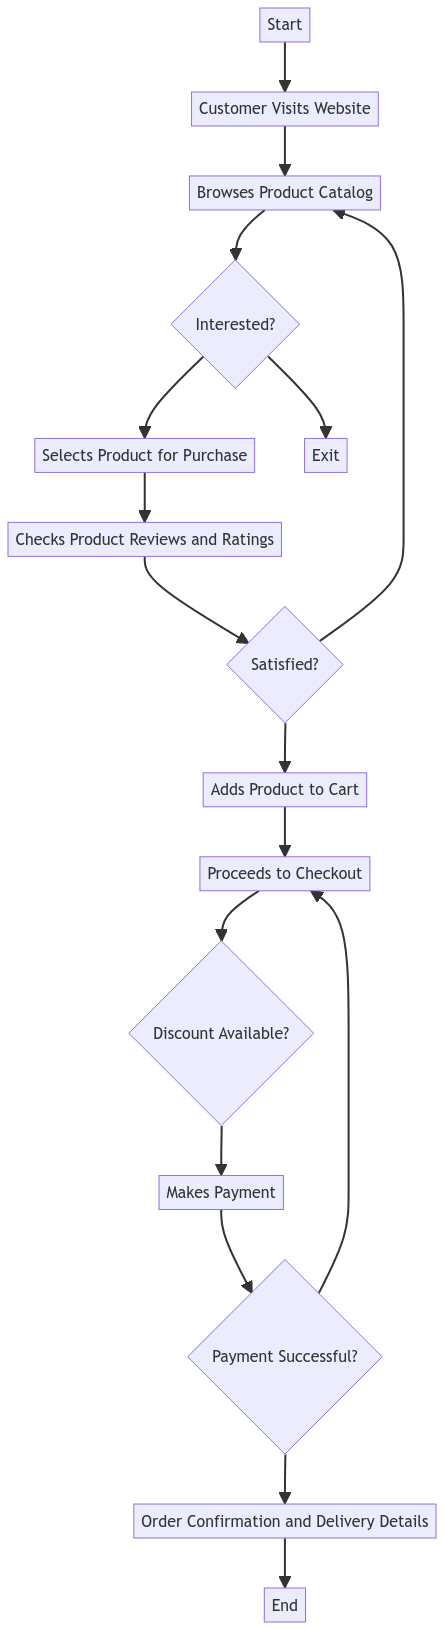 Start
Customer Visits Website
Browses Product Catalog
Interested?
Selects Product for Purchase
Exit
Checks Product Reviews and Ratings
Satisfied?
Adds Product to Cart
Proceeds to Checkout
Discount Available?
Makes Payment
Payment Successful?
Order Confirmation and Delivery Details
End